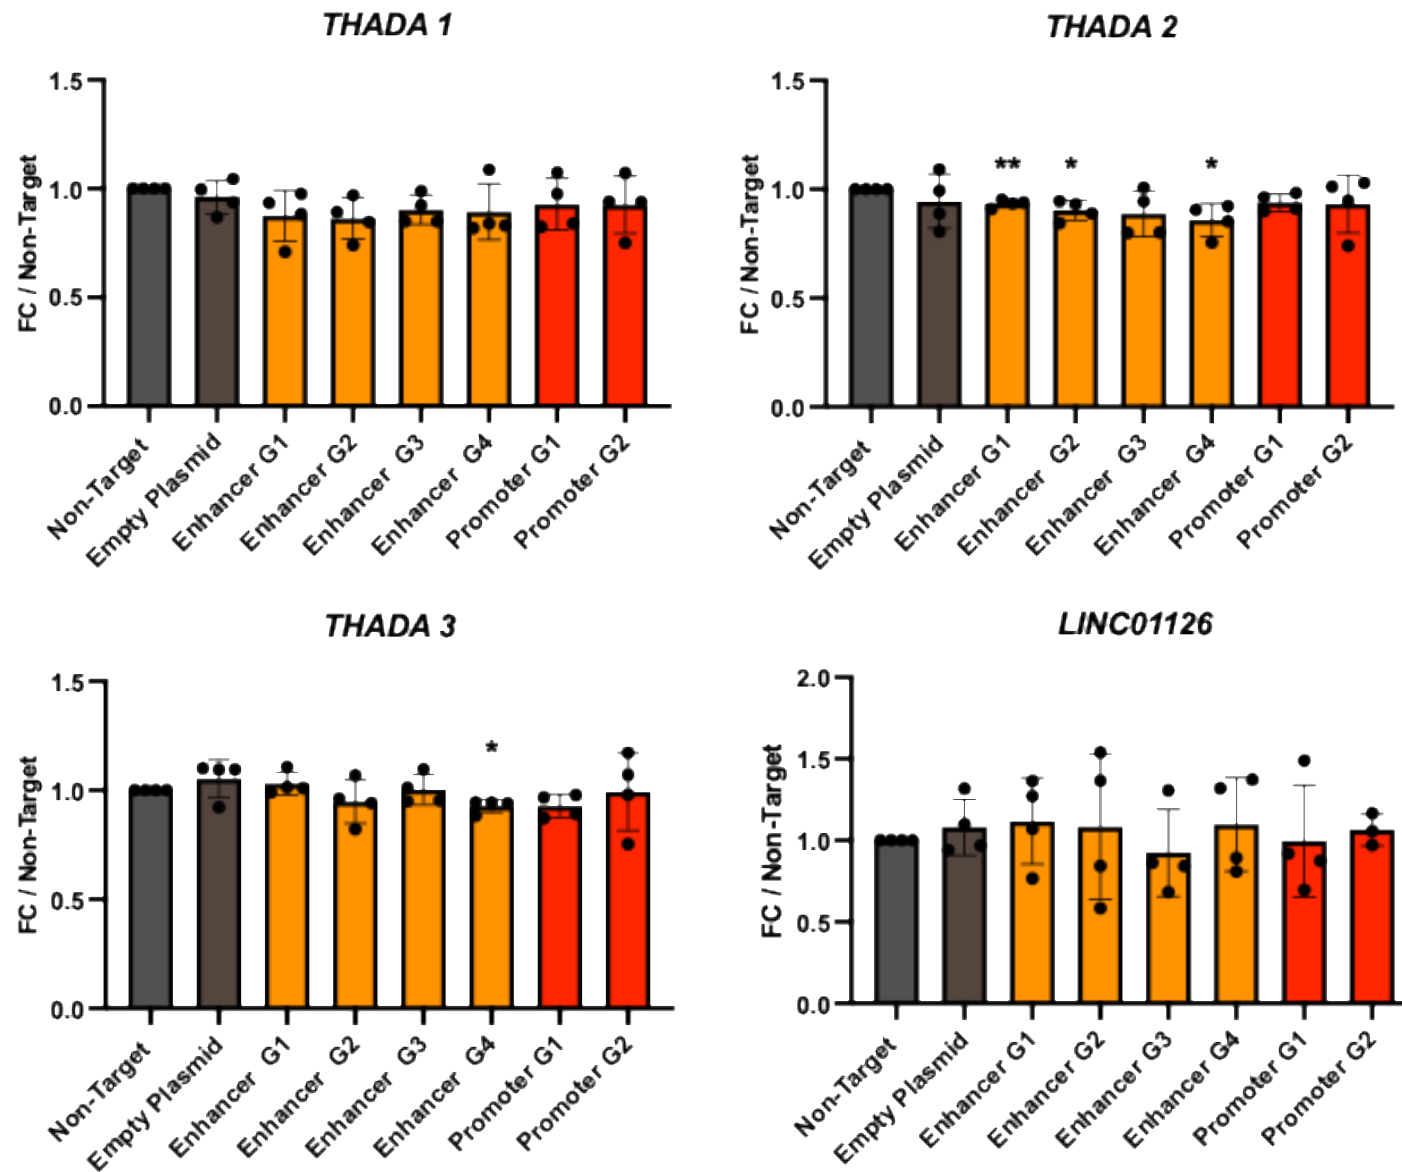 THADA 1
1.5
1.0
0.5
0.0
FC / Non-Target
Non-Target
Empty Plasmid
Enhancer G1
Enhancer G2
Enhancer G3
Enhancer G4
Promoter G1
Promoter G2
THADA 2
1.5
1.0
0.5
0.0
FC / Non-Target
**
*
*
Non-Target
Empty Plasmid
Enhancer G1
Enhancer G2
Enhancer G3
Enhancer G4
Promoter G1
Promoter G2
THADA 3
1.5
1.0
0.5
0.0
FC / Non-Target
*
Non-Target
Empty Plasmid
Enhancer G1
Enhancer G2
Enhancer G3
Enhancer G4
Promoter G1
Promoter G2
LINC01126
2.0
1.5
1.0
0.5
0.0
FC / Non-Target
Non-Target
Empty Plasmid
Enhancer G1
Enhancer G2
Enhancer G3
Enhancer G4
Promoter G1
Promoter G2